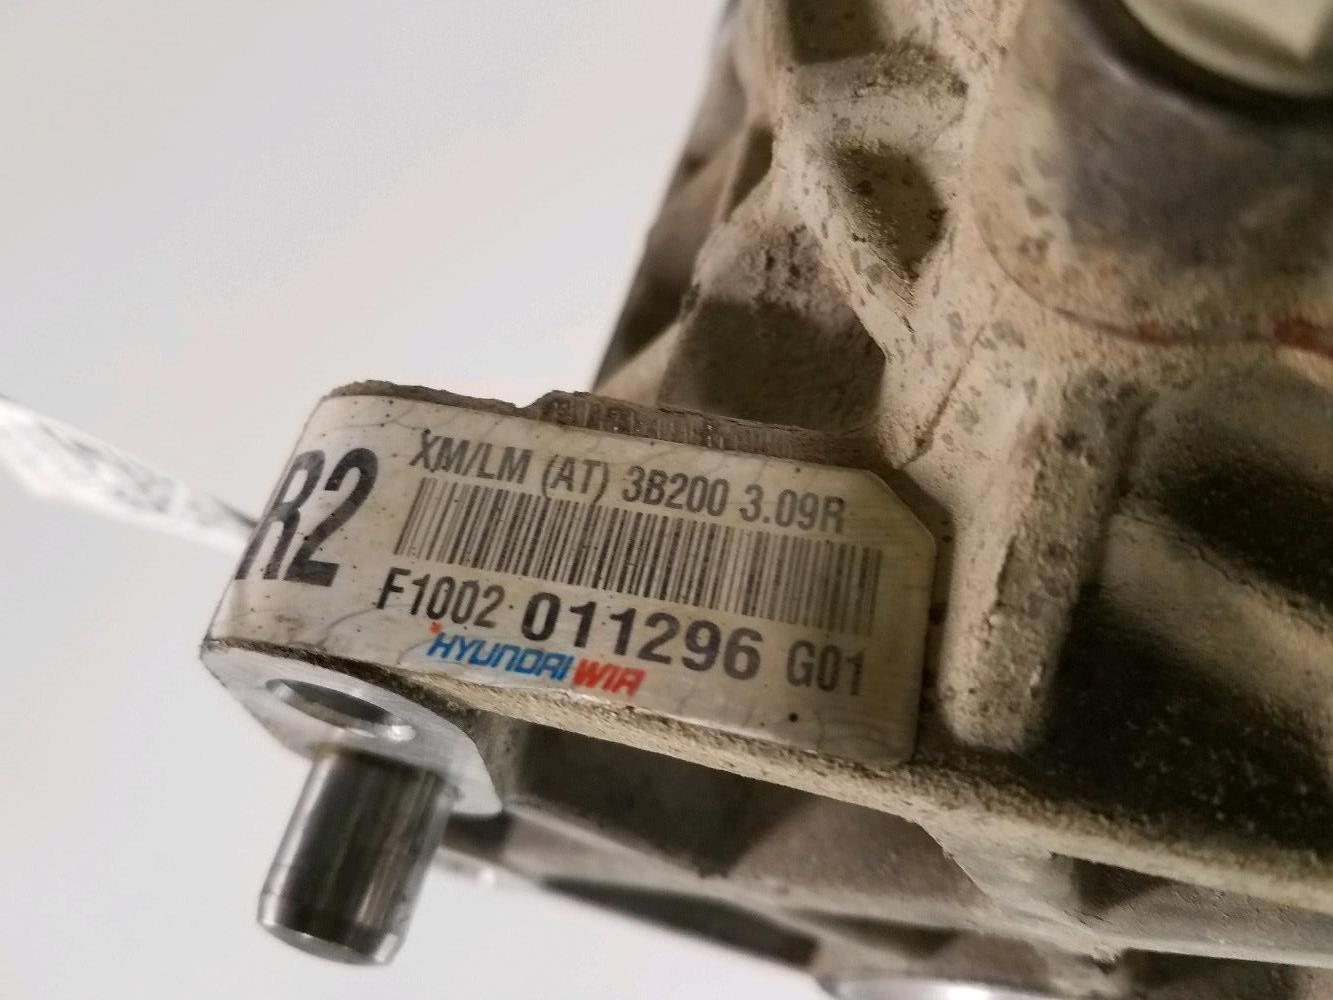 R2
XM/LM (AT) 3B200 3.09R
F1002 011296 G01
HYUNDAI WIA